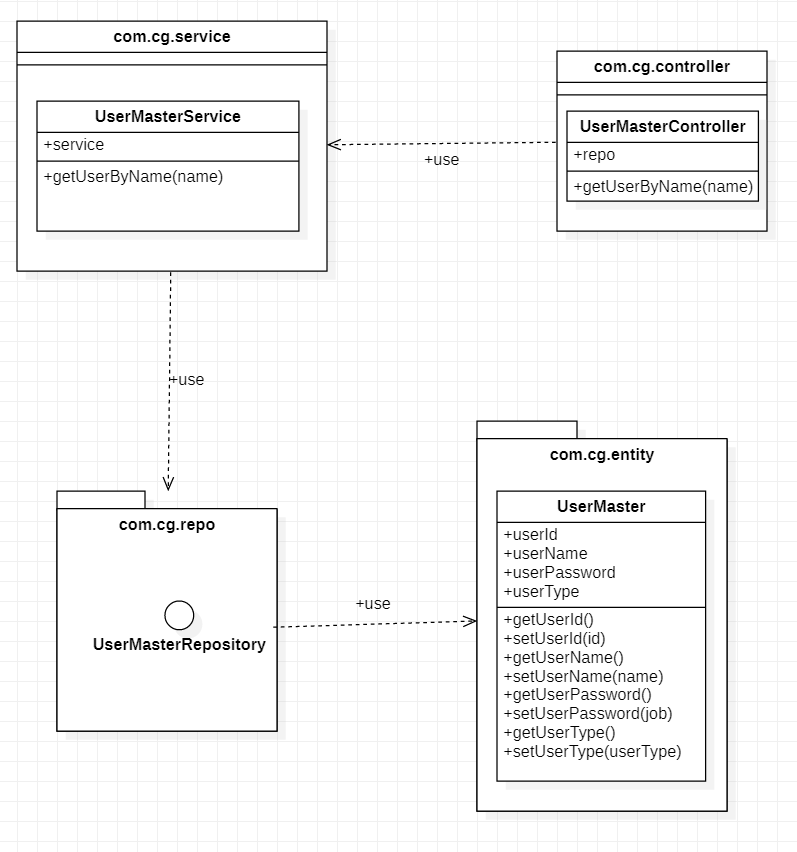 com.cg.service
UserMasterService
+service
+getUserByName(name)
com.cg.controller
UserMasterController
+repo
+getUserByName(name)
+use
+use
com.cg.repo
UserMasterRepository
+use
com.cg.entity
UserMaster
+userId
+userName
+userPassword
+userType
+getUserId()
+setUserId(id)
+getUserName()
+setUserName(name)
+getUserPassword()
+setUserPassword(job)
+getUserType()
+setUserType(userType)